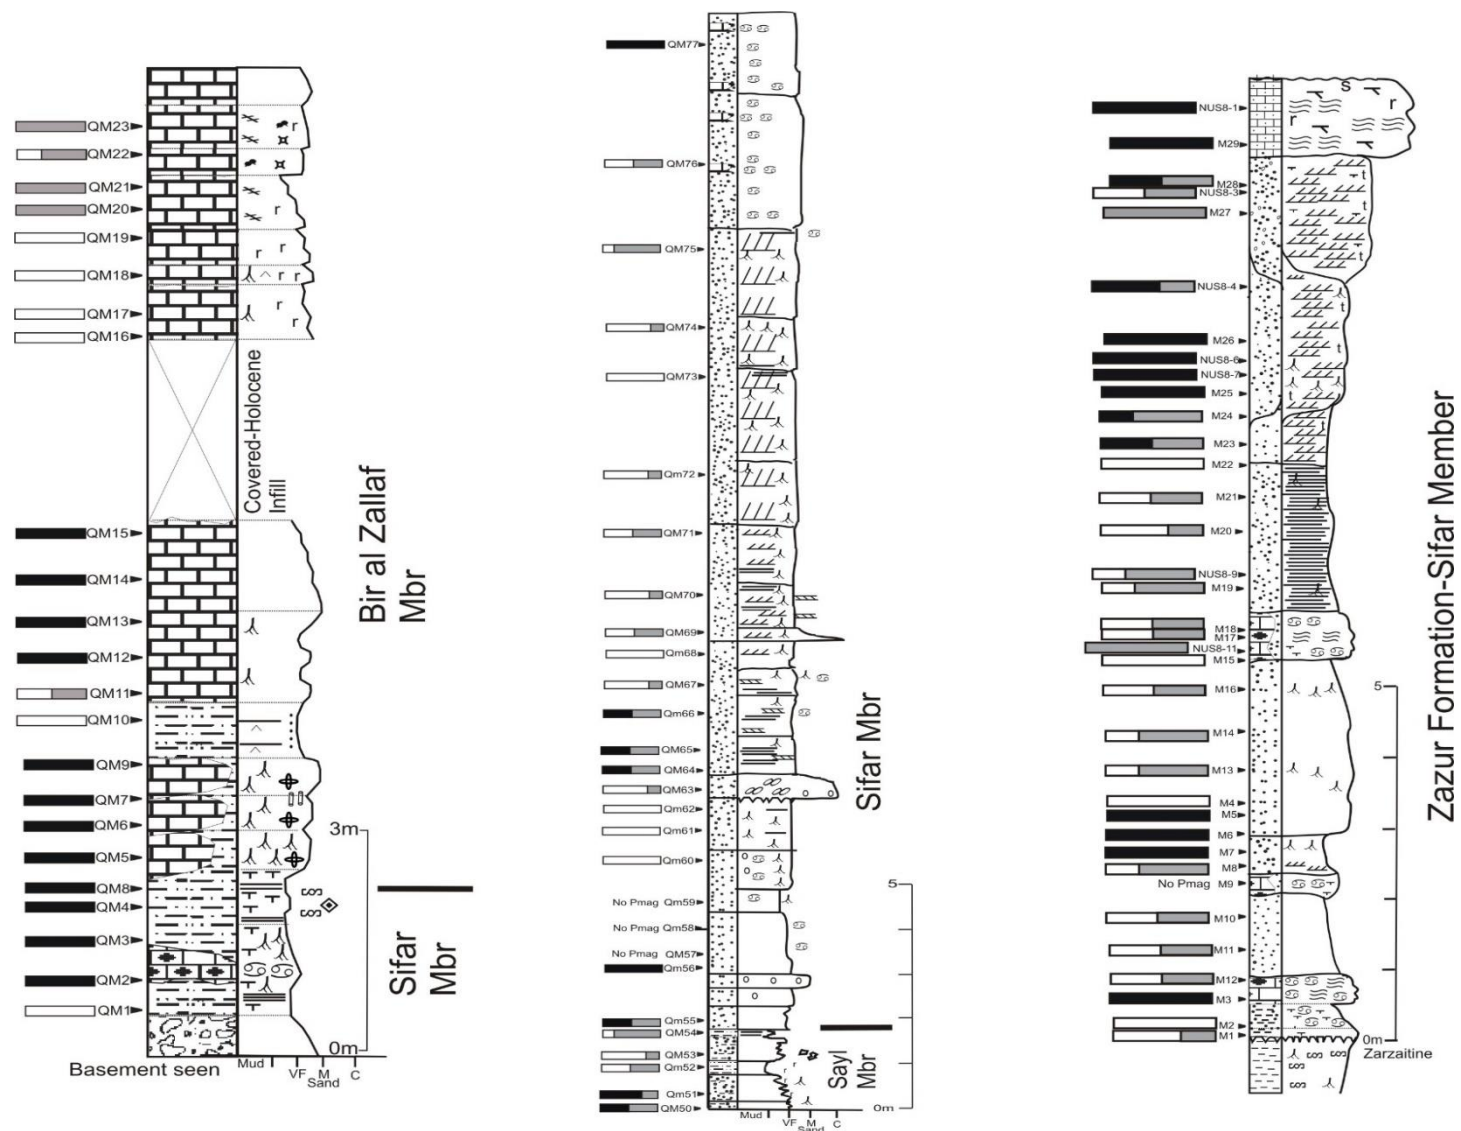 QM23
QM22
QM21
QM20
QM19
QM18
QM17
QM16
QM15
QM14
QM13
QM12
QM11
QM10
QM9
QM7
QM6
QM5
QM8
QM4
QM3
QM2
QM1
r
r
r
r
r r
r
r
Covered-Holocene
Infill
Bir al Zallaf
Mbr
3m
Sifar
Mbr
0m
Basement seen
Mud
VF
M
C
Sand
QM77
QM76
QM75
QM74
QM73
Qm72
QM71
QM70
QM69
Qm68
QM67
Qm66
QM65
QM64
QM63
Qm62
Qm61
Qm60
No Pmag Qm59
No Pmag Qm58
No Pmag QM57
Qm56
Qm55
QM54
QM53
Qm52
Qm51
QM50
Sifar Mbr
5
Sayl
Mbr
0m
Mud
VF
M
C
Sand
NUS8-1
M29
M28
NUS8-3
M27
NUS8-4
M26
NUS8-6
NUS8-7
M25
M24
M23
M22
M21
M20
NUS8-9
M19
M18
M17
NUS8-11
M15
M16
M14
M13
M4
M5
M6
M7
M8
No Pmag M9
M10
M11
M12
M3
M2
M1
s
r
r
r
r
t
t
t
t
t
t
5
0m
Zarzaitine
Zazur Formation-Sifar Member